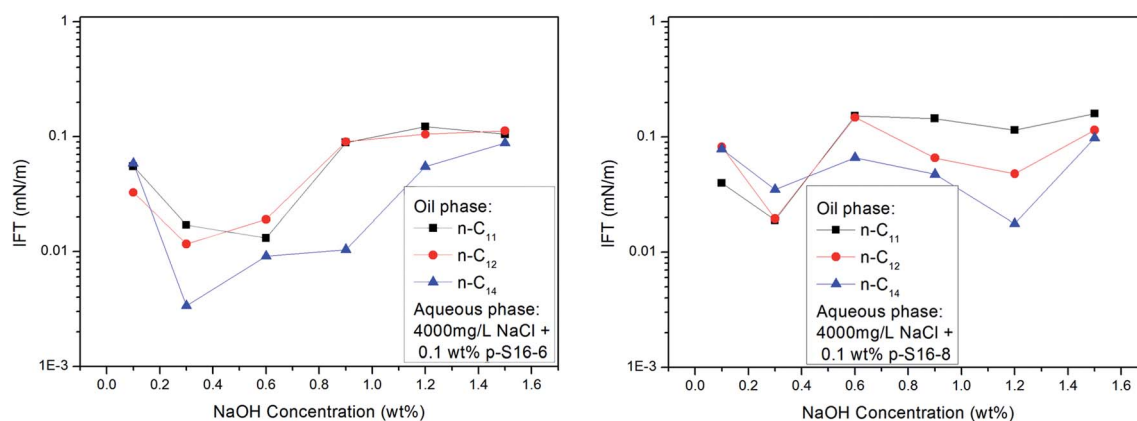 1
0.1
0.01
1E-3
IFT (mN/m)
0.0 0.2 0.4 0.6 0.8 1.0 1.2 1.4 1.6
NaOH Concentration (wt%)
Oil phase:
n-C₁₁
n-C₁₂
n-C₁₄
Aqueous phase:
4000mg/L NaCl +
0.1 wt% p-S16-6
1
0.1
0.01
1E-3
IFT (mN/m)
0.0 0.2 0.4 0.6 0.8 1.0 1.2 1.4 1.6
NaOH Concentration (wt%)
Oil phase:
n-C₁₁
n-C₁₂
n-C₁₄
Aqueous phase:
4000mg/L NaCl +
0.1 wt% p-S16-8